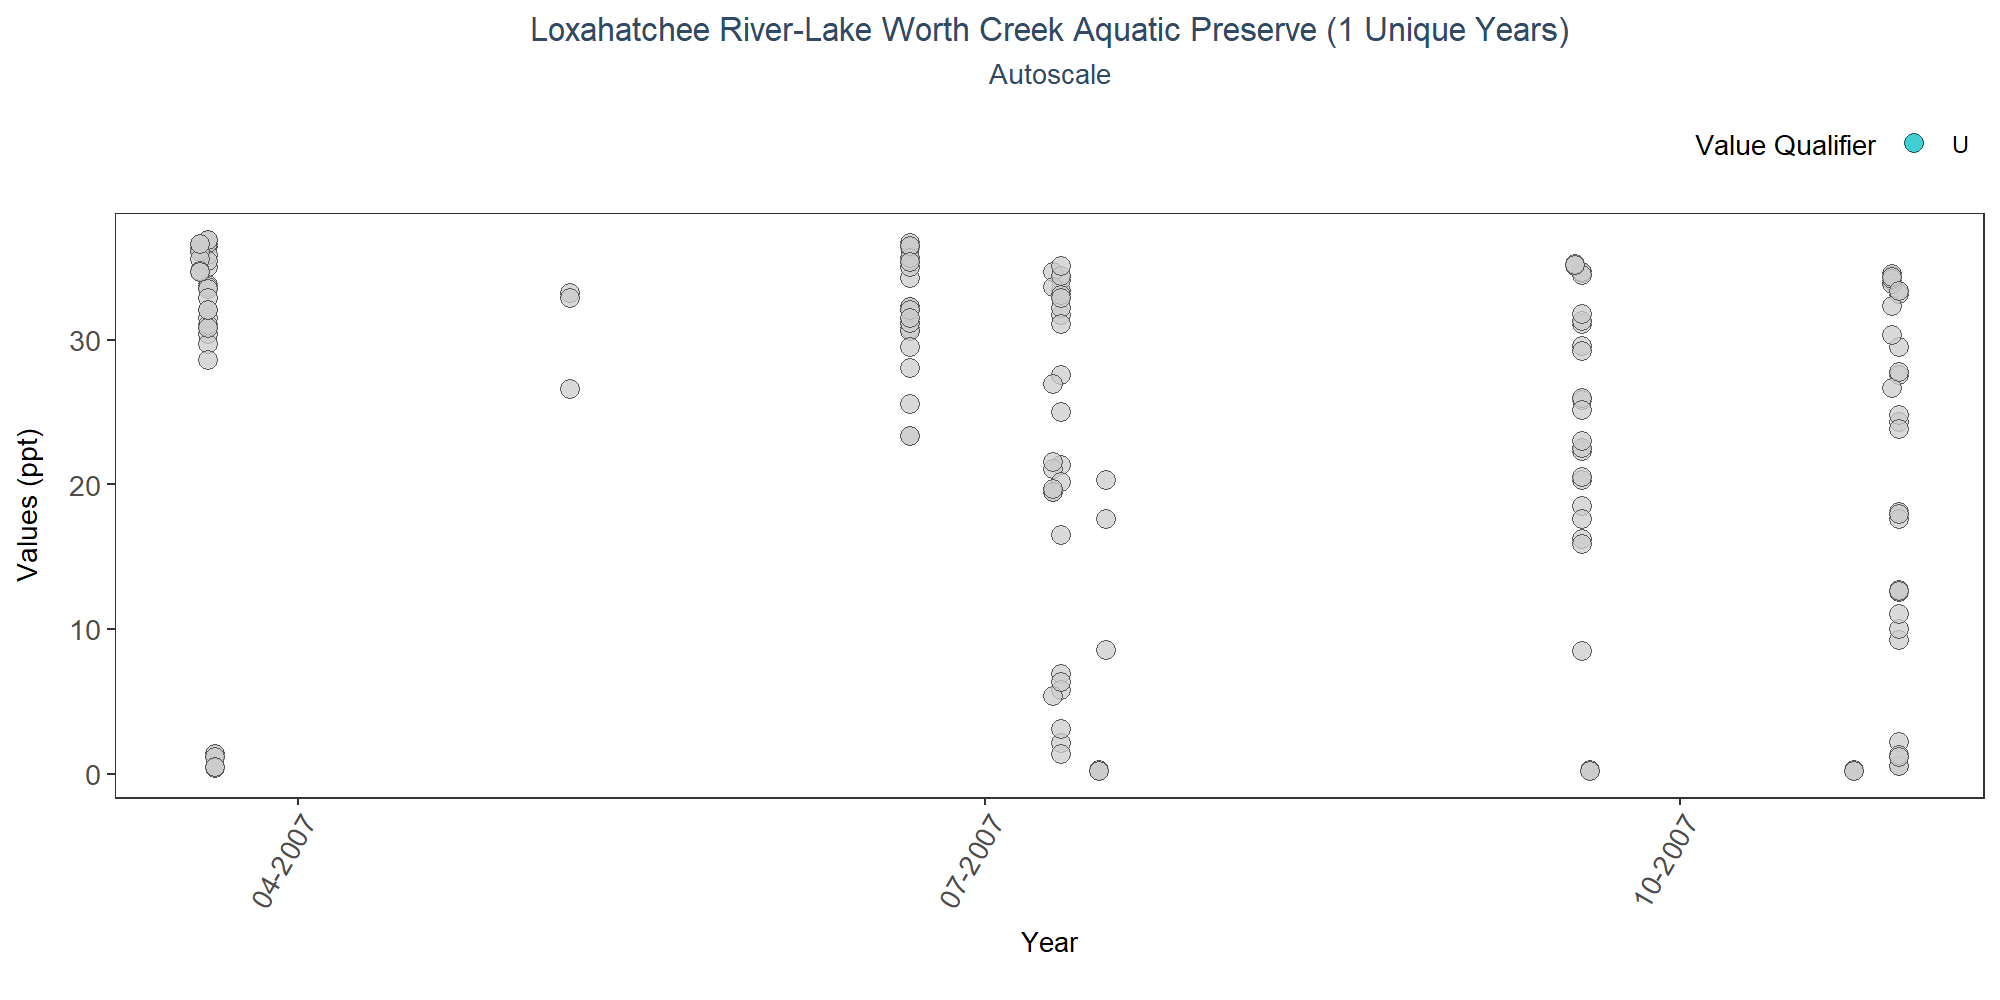 Loxahatchee River-Lake Worth Creek Aquatic Preserve (1 Unique Years)
Autoscale
Value Qualifier U
Values (ppt)
30
20
10
0
04-2007
07-2007
10-2007
Year